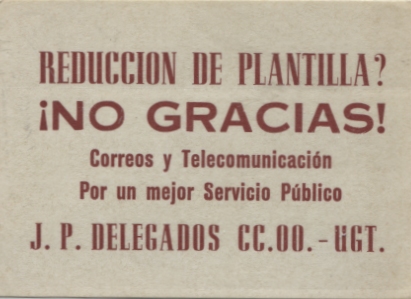 REDUCCION DE PLANTILLA?
¡NO GRACIAS!
Correos y Telecomunicación
Por un mejor Servicio Público
J. P. DELEGADOS CC.OO.-UGT.